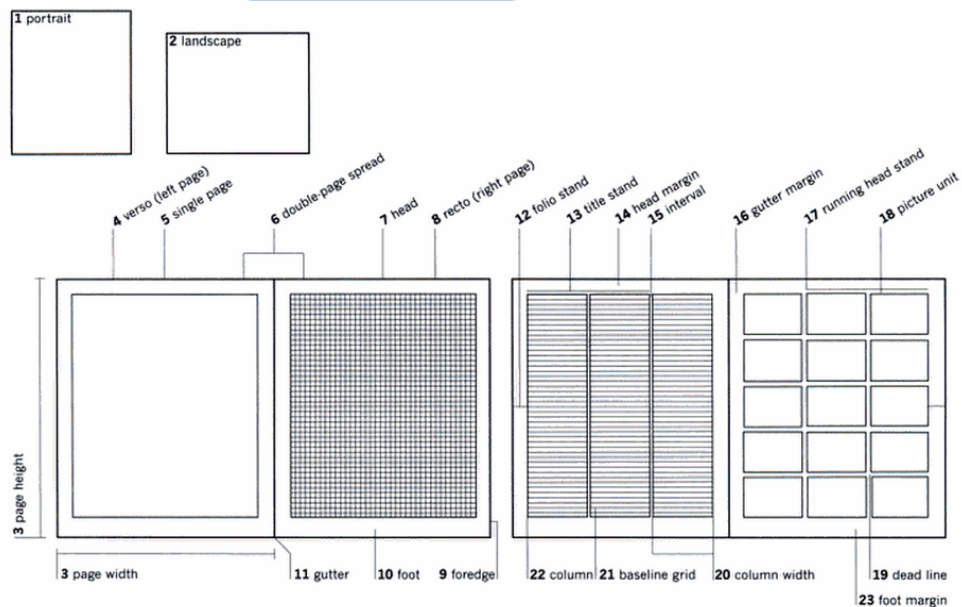 1 portrait
2 landscape
4 verso (left page)
5 single page
6 double-page spread
7 head
8 recto (right page)
12 folio stand
13 title stand
14 head margin
15 interval
16 gutter margin
17 running head stand
18 picture unit
3 page height
3 page width
11 gutter
10 foot
9 foredge
22 column
21 baseline grid
20 column width
19 dead line
23 foot margin